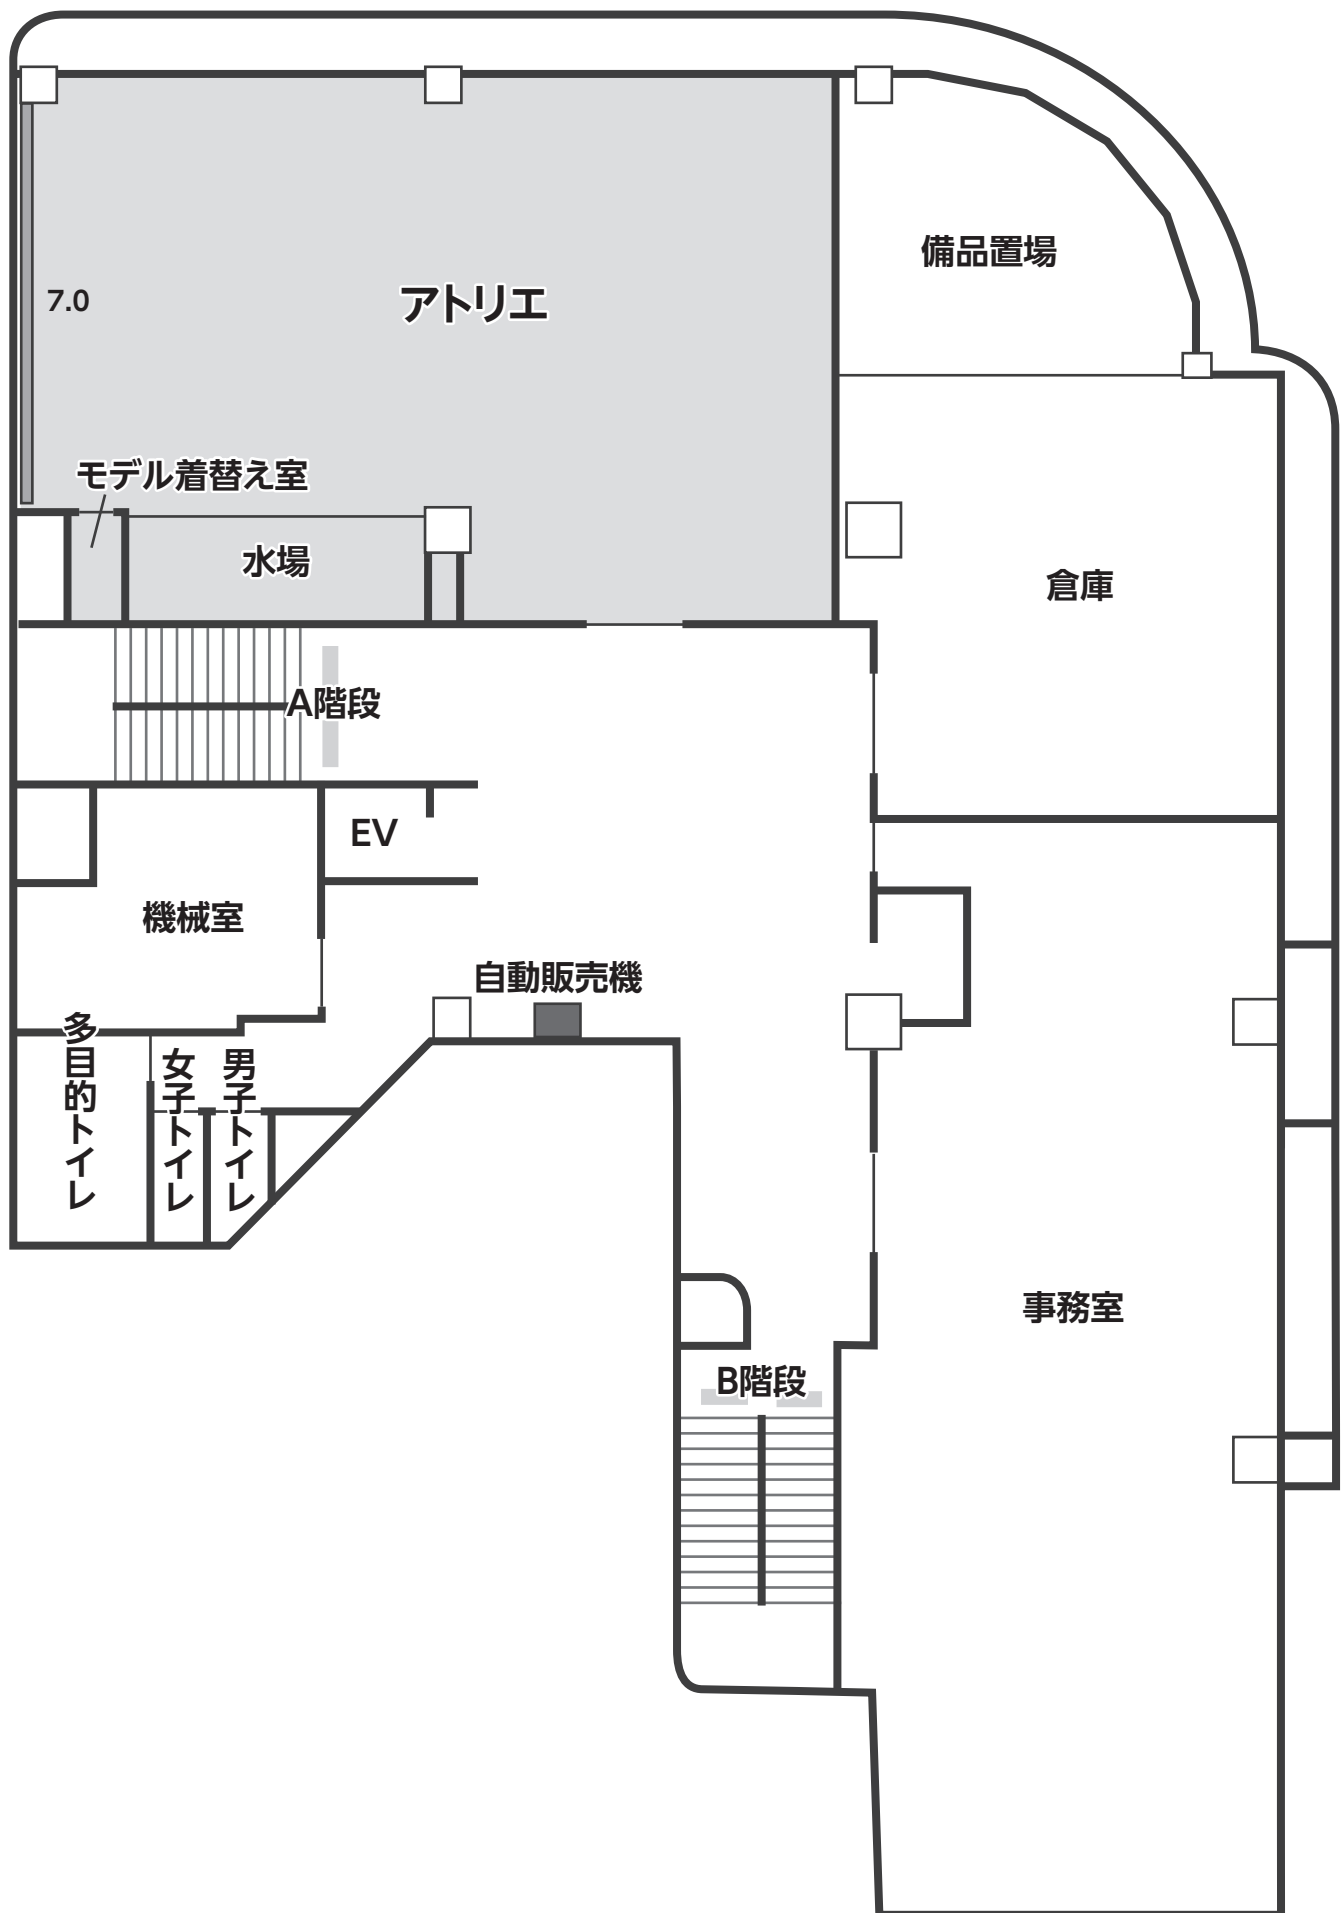 備品置場
7.0
アトリエ
モデル着替え室
水場
倉庫
A階段
EV
機械室
自動販売機
多目的トイレ
女子トイレ
男子トイレ
事務室
B階段